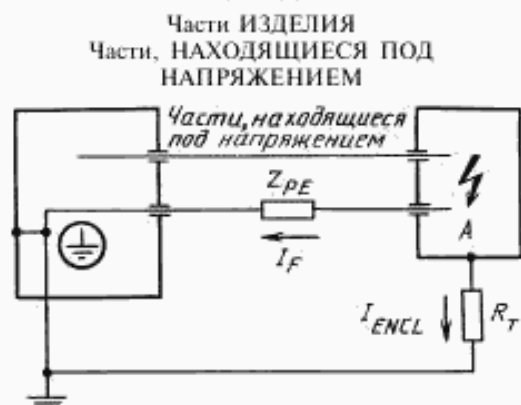 Части ИЗДЕЛИЯ
Части, НАХОДЯЩИЕСЯ ПОД
НАПРЯЖЕНИЕМ
Части, находящиеся
под напряжением
Z_PE
I_F
A
I_ENCL
R_T